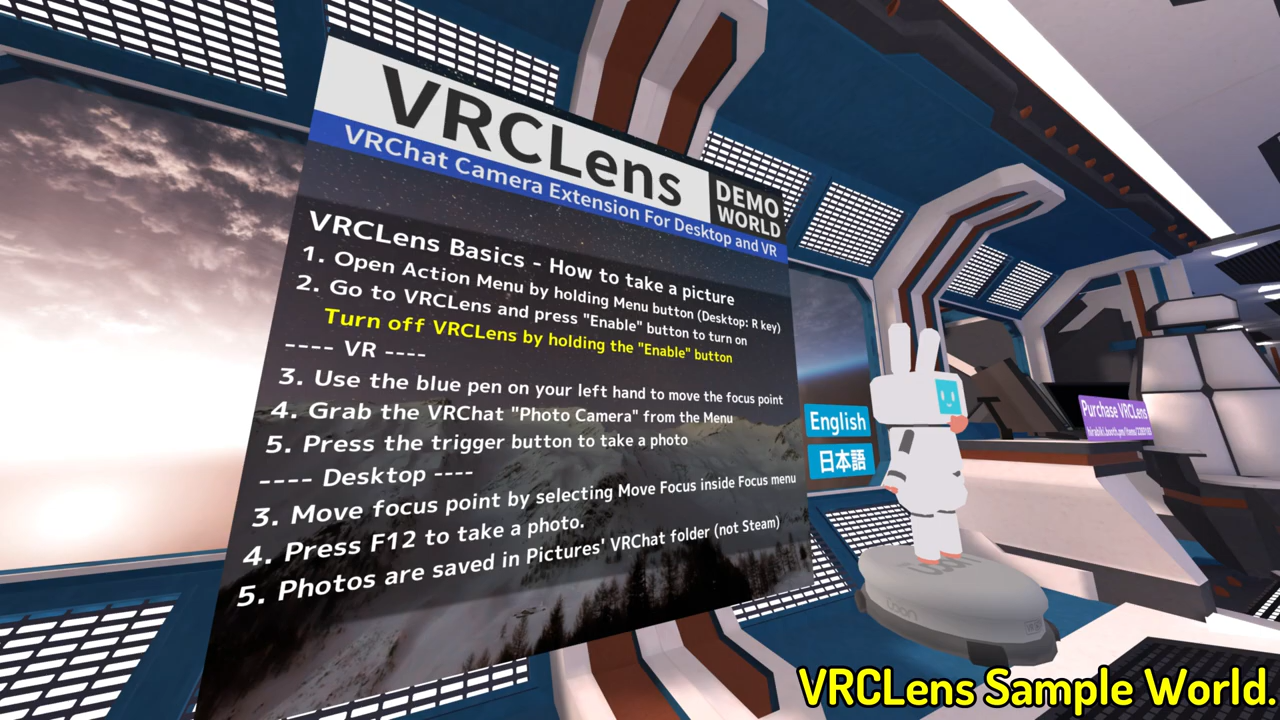 VRCLens
DEMO
WORLD
VRChat Camera Extension For Desktop and VR
VRCLens Basics - How to take a picture
1. Open Action Menu by holding Menu button (Desktop: R key)
2. Go to VRCLens and press "Enable" button to turn on
Turn off VRCLens by holding the "Enable" button
---- VR ----
3. Use the blue pen on your left hand to move the focus point
4. Grab the VRChat "Photo Camera" from the Menu
5. Press the trigger button to take a photo
---- Desktop ----
3. Move focus point by selecting Move Focus inside Focus menu
4. Press F12 to take a photo.
5. Photos are saved in Pictures' VRChat folder (not Steam)
English
日本語
Purchase VRCLens
VRCLens Sample World.